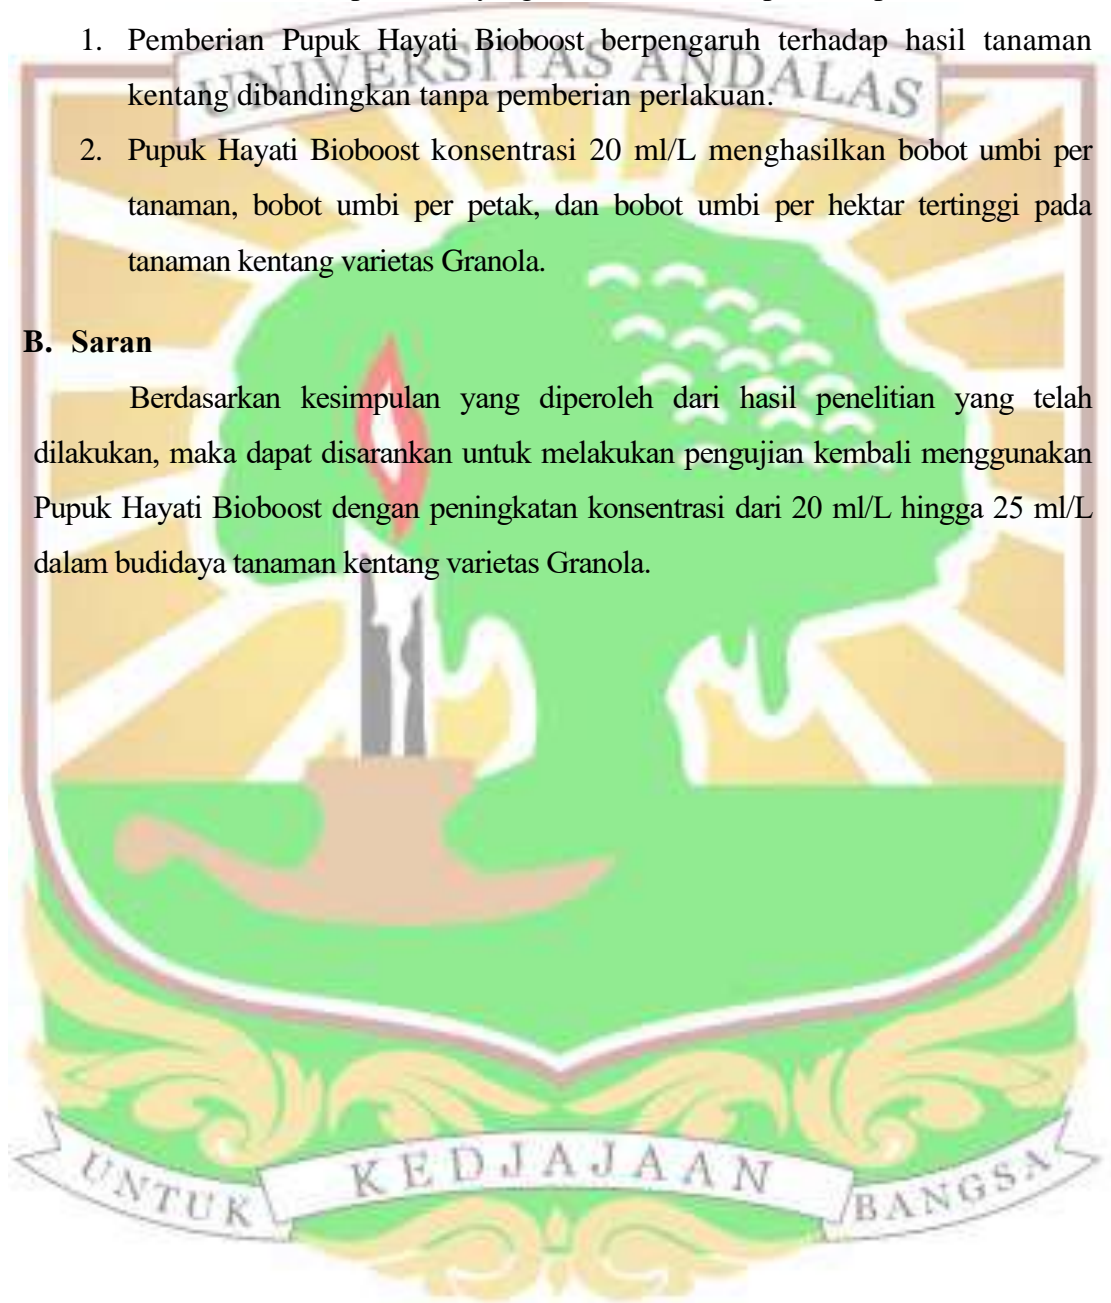 1. Pemberian Pupuk Hayati Bioboost berpengaruh terhadap hasil tanaman
kentang dibandingkan tanpa pemberian perlakuan.
UNIVERSITAS ANDALAS
2. Pupuk Hayati Bioboost konsentrasi 20 ml/L menghasilkan bobot umbi per
tanaman, bobot umbi per petak, dan bobot umbi per hektar tertinggi pada
tanaman kentang varietas Granola.
B. Saran
Berdasarkan kesimpulan yang diperoleh dari hasil penelitian yang telah
dilakukan, maka dapat disarankan untuk melakukan pengujian kembali menggunakan
Pupuk Hayati Bioboost dengan peningkatan konsentrasi dari 20 ml/L hingga 25 ml/L
dalam budidaya tanaman kentang varietas Granola.
UNTUK KEDJAJAAN BANGSA